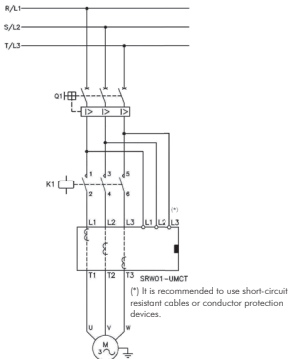 R/L1
S/L2
T/L3
Q1
I> I> I>
1 3 5
K1
2 4 6
(*)
L1 L2 L3 L1 L2 L3
T1 T2 T3
SRW01-UMCT
(*) It is recommended to use short-circuit
resistant cables or conductor protection
devices.
U V W
M
3